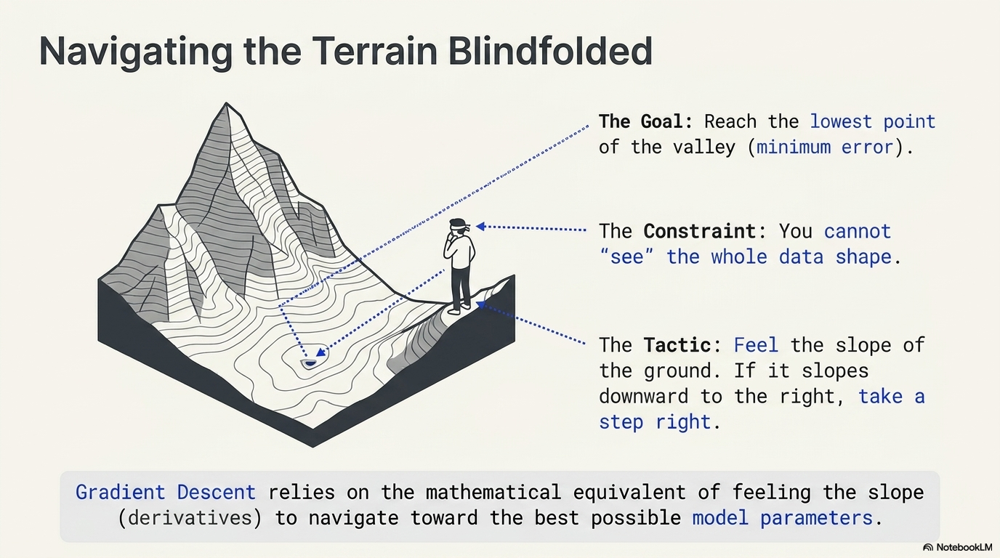 Navigating the Terrain Blindfolded
The Goal: Reach the lowest point
of the valley (minimum error).
The Constraint: You cannot
“see” the whole data shape.
The Tactic: Feel the slope of
the ground. If it slopes
downward to the right, take a
step right.
Gradient Descent relies on the mathematical equivalent of feeling the slope
(derivatives) to navigate toward the best possible model parameters.
NotebookLM